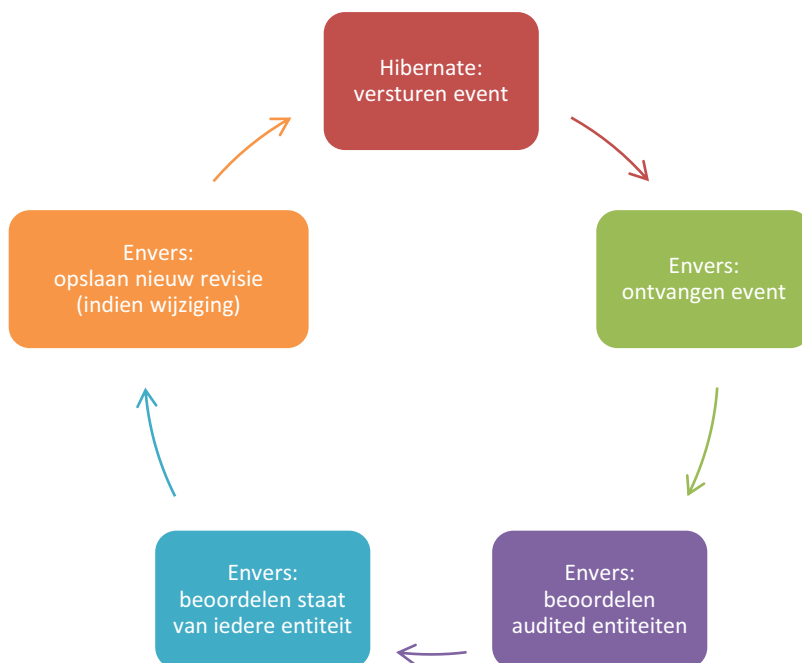 Hibernate:
versturen event
Envers:
ontvangen event
Envers:
beoordelen
audited entiteiten
Envers:
beoordelen staat
van iedere entiteit
Envers:
opslaan nieuw revisie
(indien wijziging)